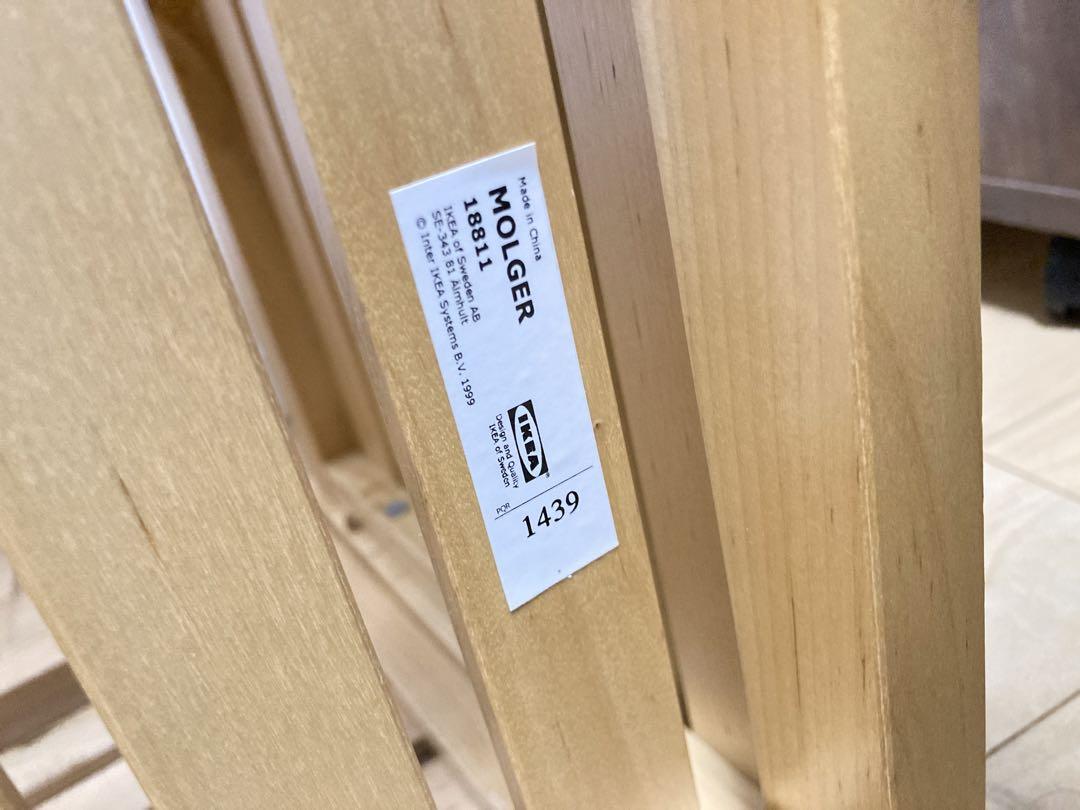 Made in China
MOLGER
18811
IKEA of Sweden AB
SE-343 81 Älmhult
© Inter IKEA Systems B.V. 1999
IKEA®
Design and Quality
IKEA of Sweden
PQR
1439